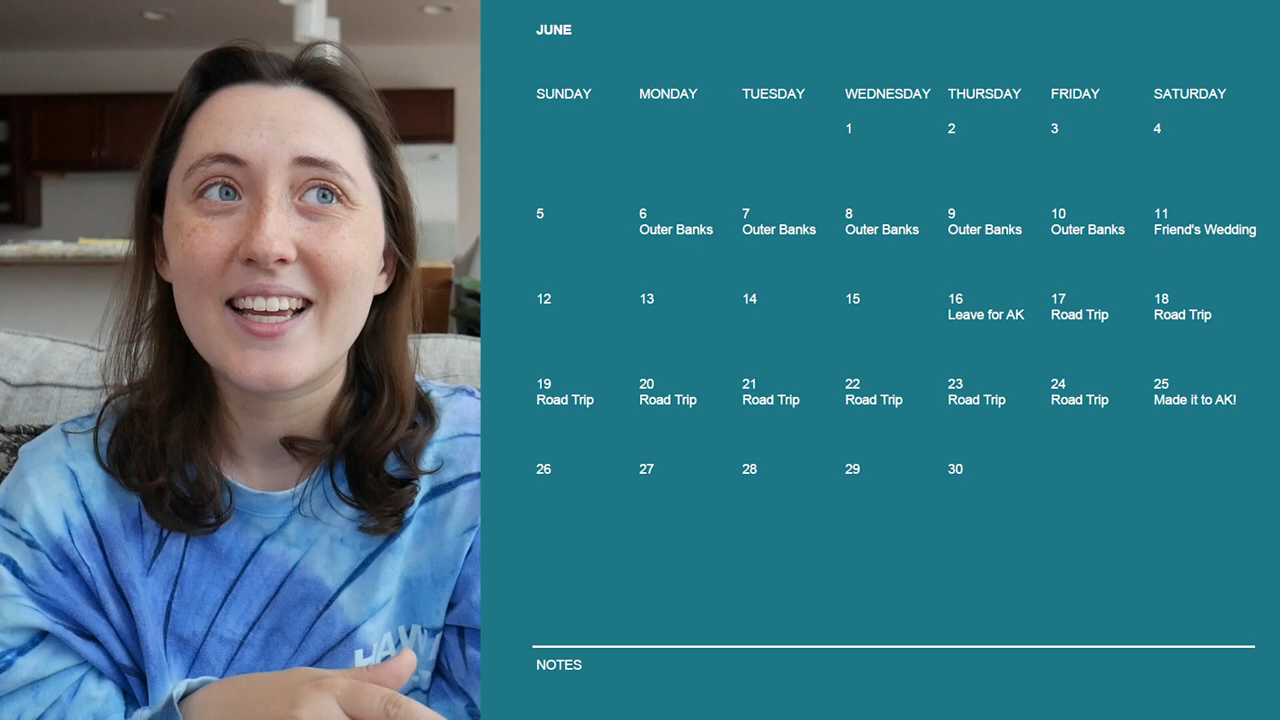 JUNE
SUNDAY MONDAY TUESDAY WEDNESDAY THURSDAY FRIDAY SATURDAY
1 2 3 4
5 6 7 8 9 10 11
Outer Banks Outer Banks Outer Banks Outer Banks Outer Banks Friend's Wedding
12 13 14 15 16 17 18
Leave for AK Road Trip Road Trip
19 20 21 22 23 24 25
Road Trip Road Trip Road Trip Road Trip Road Trip Road Trip Made it to AK!
26 27 28 29 30
NOTES